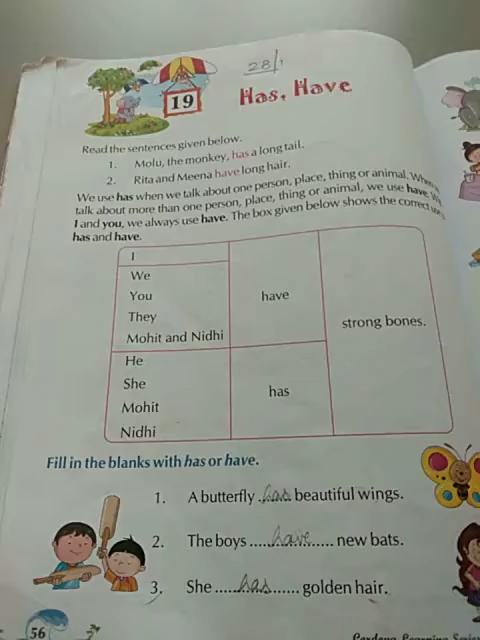 28/1
19
Has, Have
Read the sentences given below.
1. Molu, the monkey, has a long tail.
2. Rita and Meena have long hair.
We use has when we talk about one person, place, thing or animal. When
talk about more than one person, place, thing or animal, we use have.
I and you, we always use have. The box given below shows the correct
has and have.
I
We
You
They
Mohit and Nidhi
have
strong bones.
He
She
Mohit
Nidhi
has
Fill in the blanks with has or have.
1. A butterfly .has beautiful wings.
2. The boys .....have...... new bats.
3. She .....has....... golden hair.
56